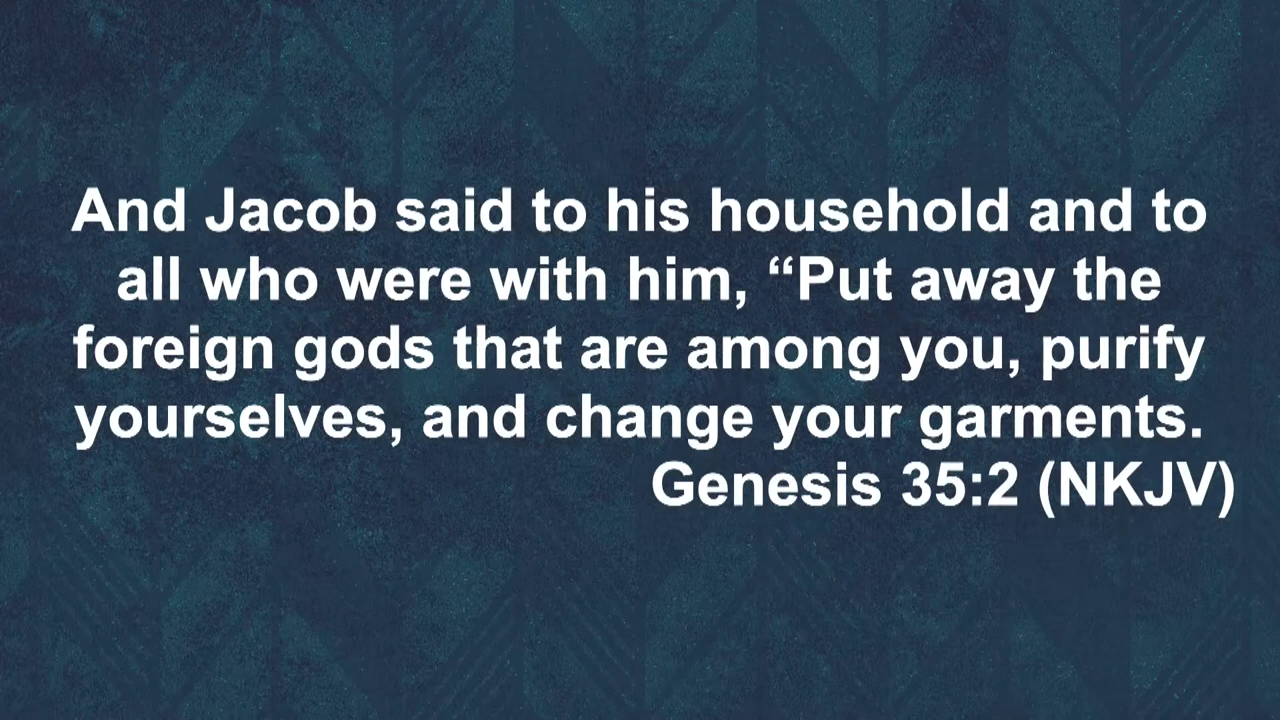 And Jacob said to his household and to
all who were with him, “Put away the
foreign gods that are among you, purify
yourselves, and change your garments.
Genesis 35:2 (NKJV)